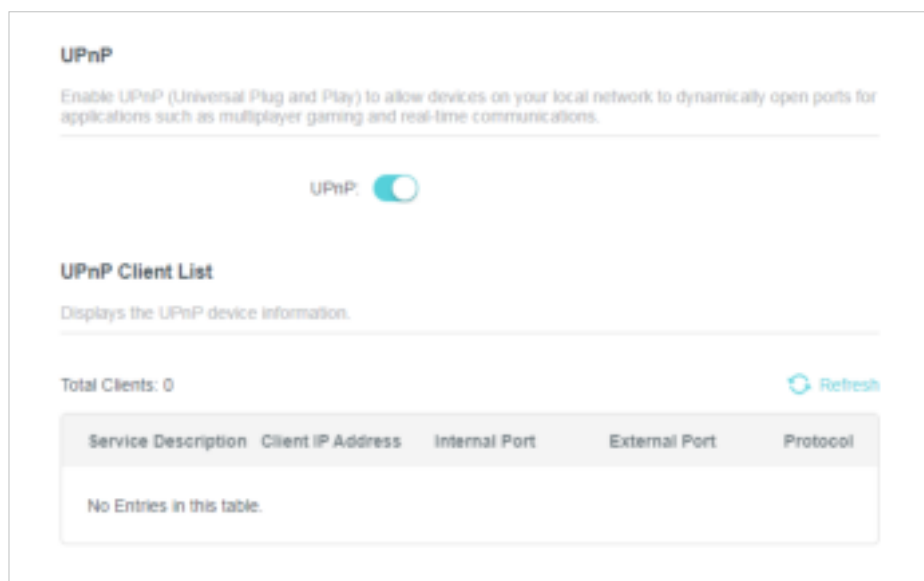 UPnP
Enable UPnP (Universal Plug and Play) to allow devices on your local network to dynamically open ports for
applications such as multiplayer gaming and real-time communications.
UPnP:
UPnP Client List
Displays the UPnP device information.
Total Clients: 0 Refresh
Service Description Client IP Address Internal Port External Port Protocol
No Entries in this table.